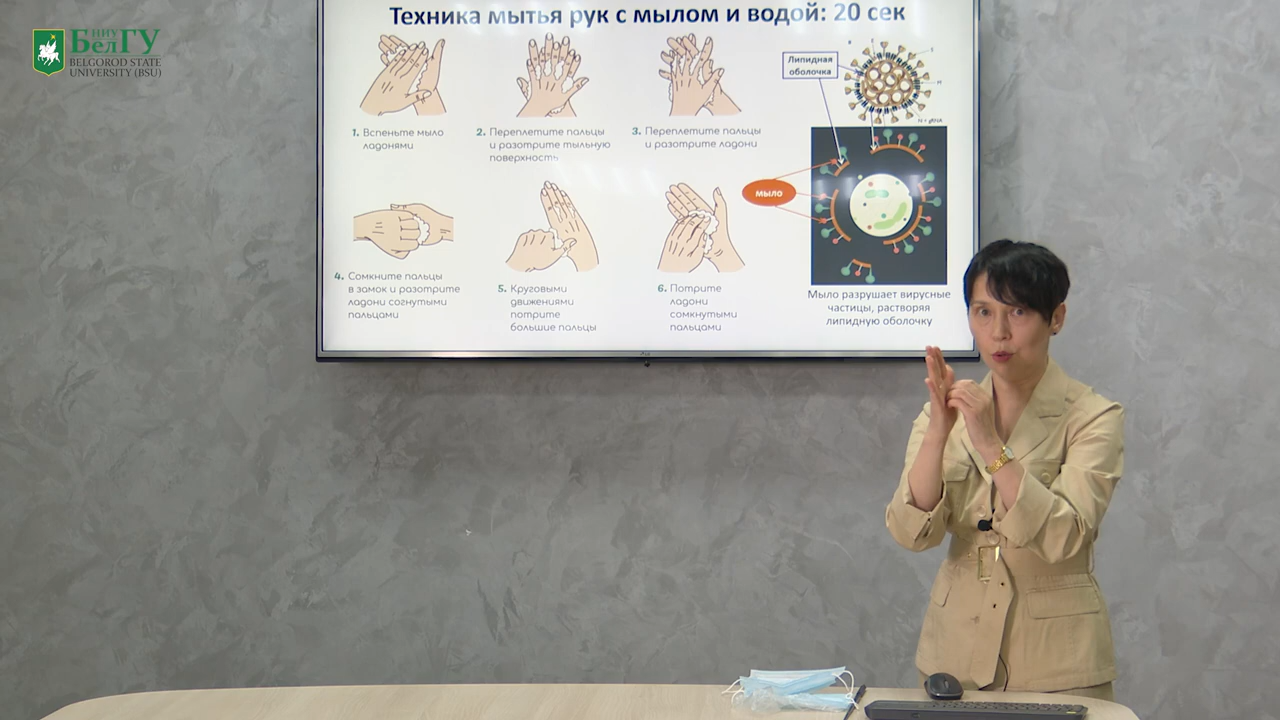 НИУ
БелГУ
BELGOROD STATE
UNIVERSITY (BSU)
Техника мытья рук с мылом и водой: 20 сек
1. Вспеньте мыло
ладонями
2. Переплетите пальцы
и разотрите тыльную
поверхность
3. Переплетите пальцы
и разотрите ладони
4. Сомкните пальцы
в замок и разотрите
ладони согнутыми
пальцами
5. Круговыми
движениями
потрите
большие пальцы
6. Потрите
ладони
сомкнутыми
пальцами
Липидная
оболочка
мыло
Мыло разрушает вирусные
частицы, растворяя
липидную оболочку